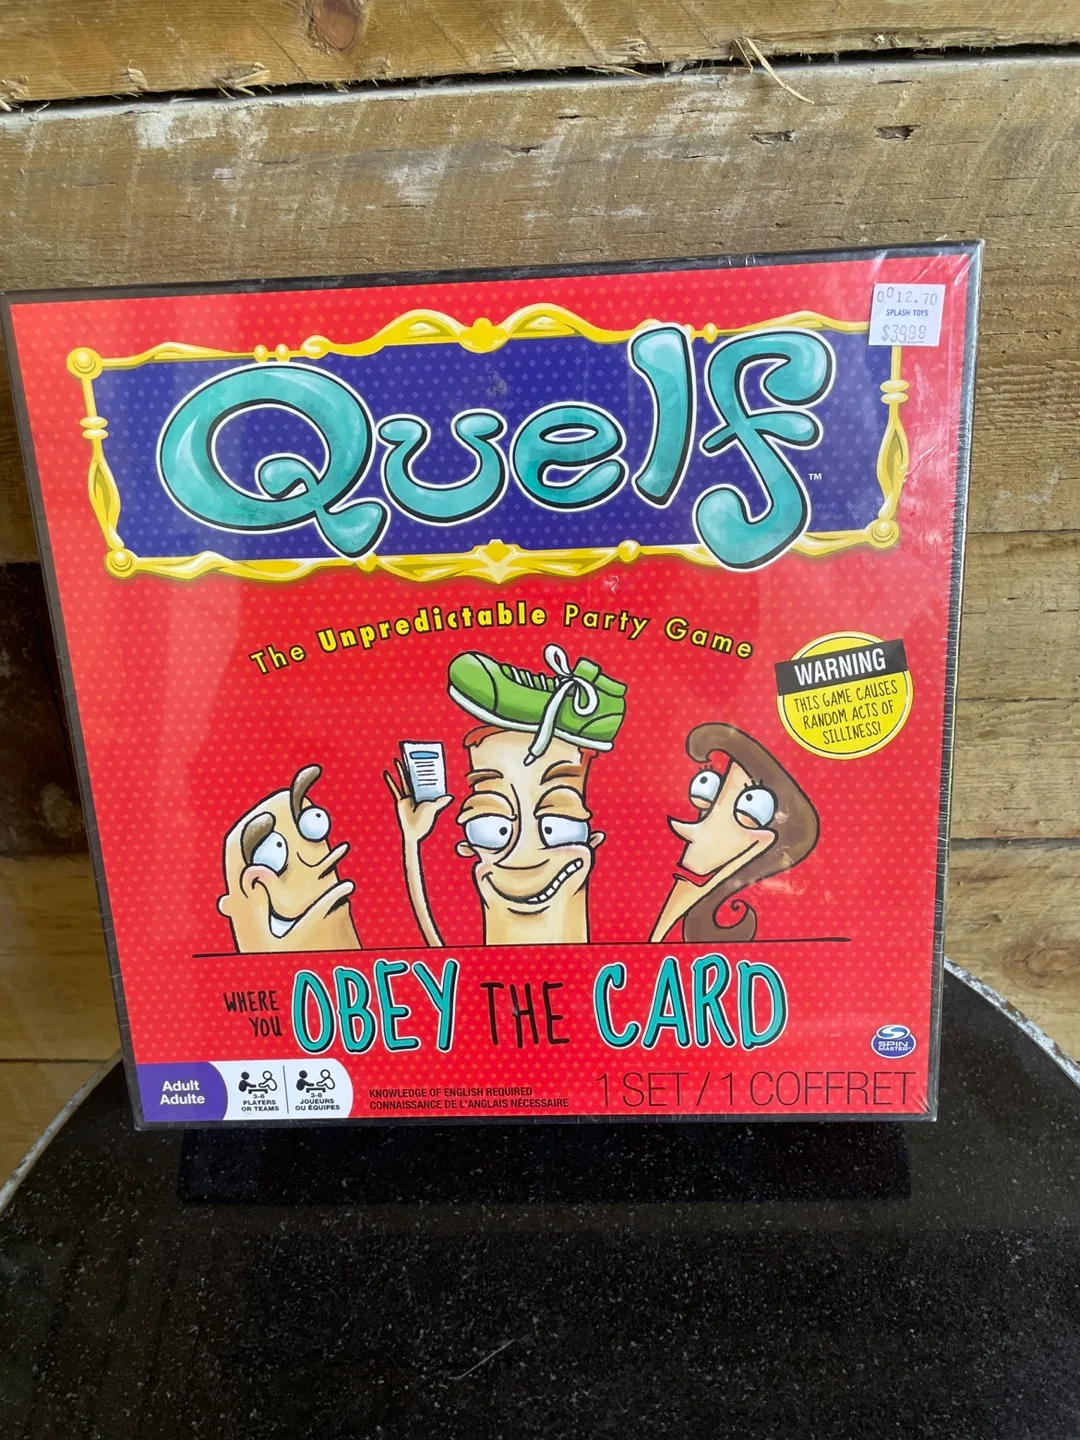 0⁰12.70
SPLASH TOYS
$39.99
Quelf™
The Unpredictable Party Game
WARNING
THIS GAME CAUSES
RANDOM ACTS OF
SILLINESS!
WHERE
YOU
OBEY THE CARD
SPIN
MASTER
Adult
Adulte
3-8
PLAYERS
OR TEAMS
3-8
JOUEURS
OU ÉQUIPES
KNOWLEDGE OF ENGLISH REQUIRED
CONNAISSANCE DE L'ANGLAIS NÉCESSAIRE
1 SET / 1 COFFRET